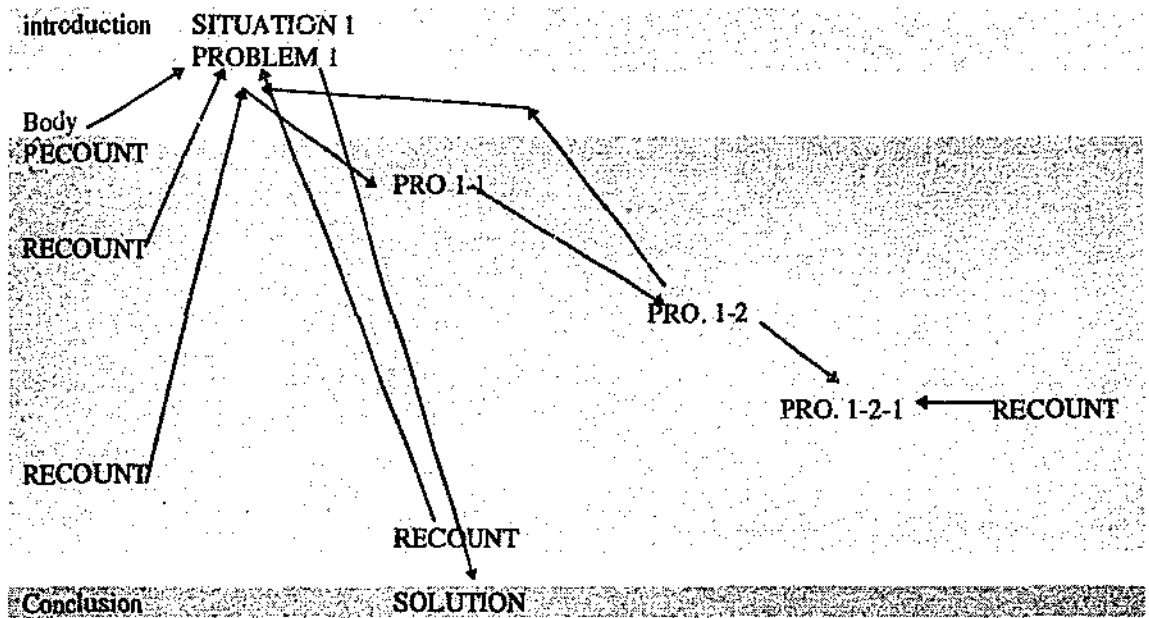 introduction SITUATION 1
PROBLEM 1
Body
PECOUNT
PRO 1-1
RECOUNT
PRO. 1-2
PRO. 1-2-1 RECOUNT
RECOUNT
RECOUNT
Conclusion SOLUTION